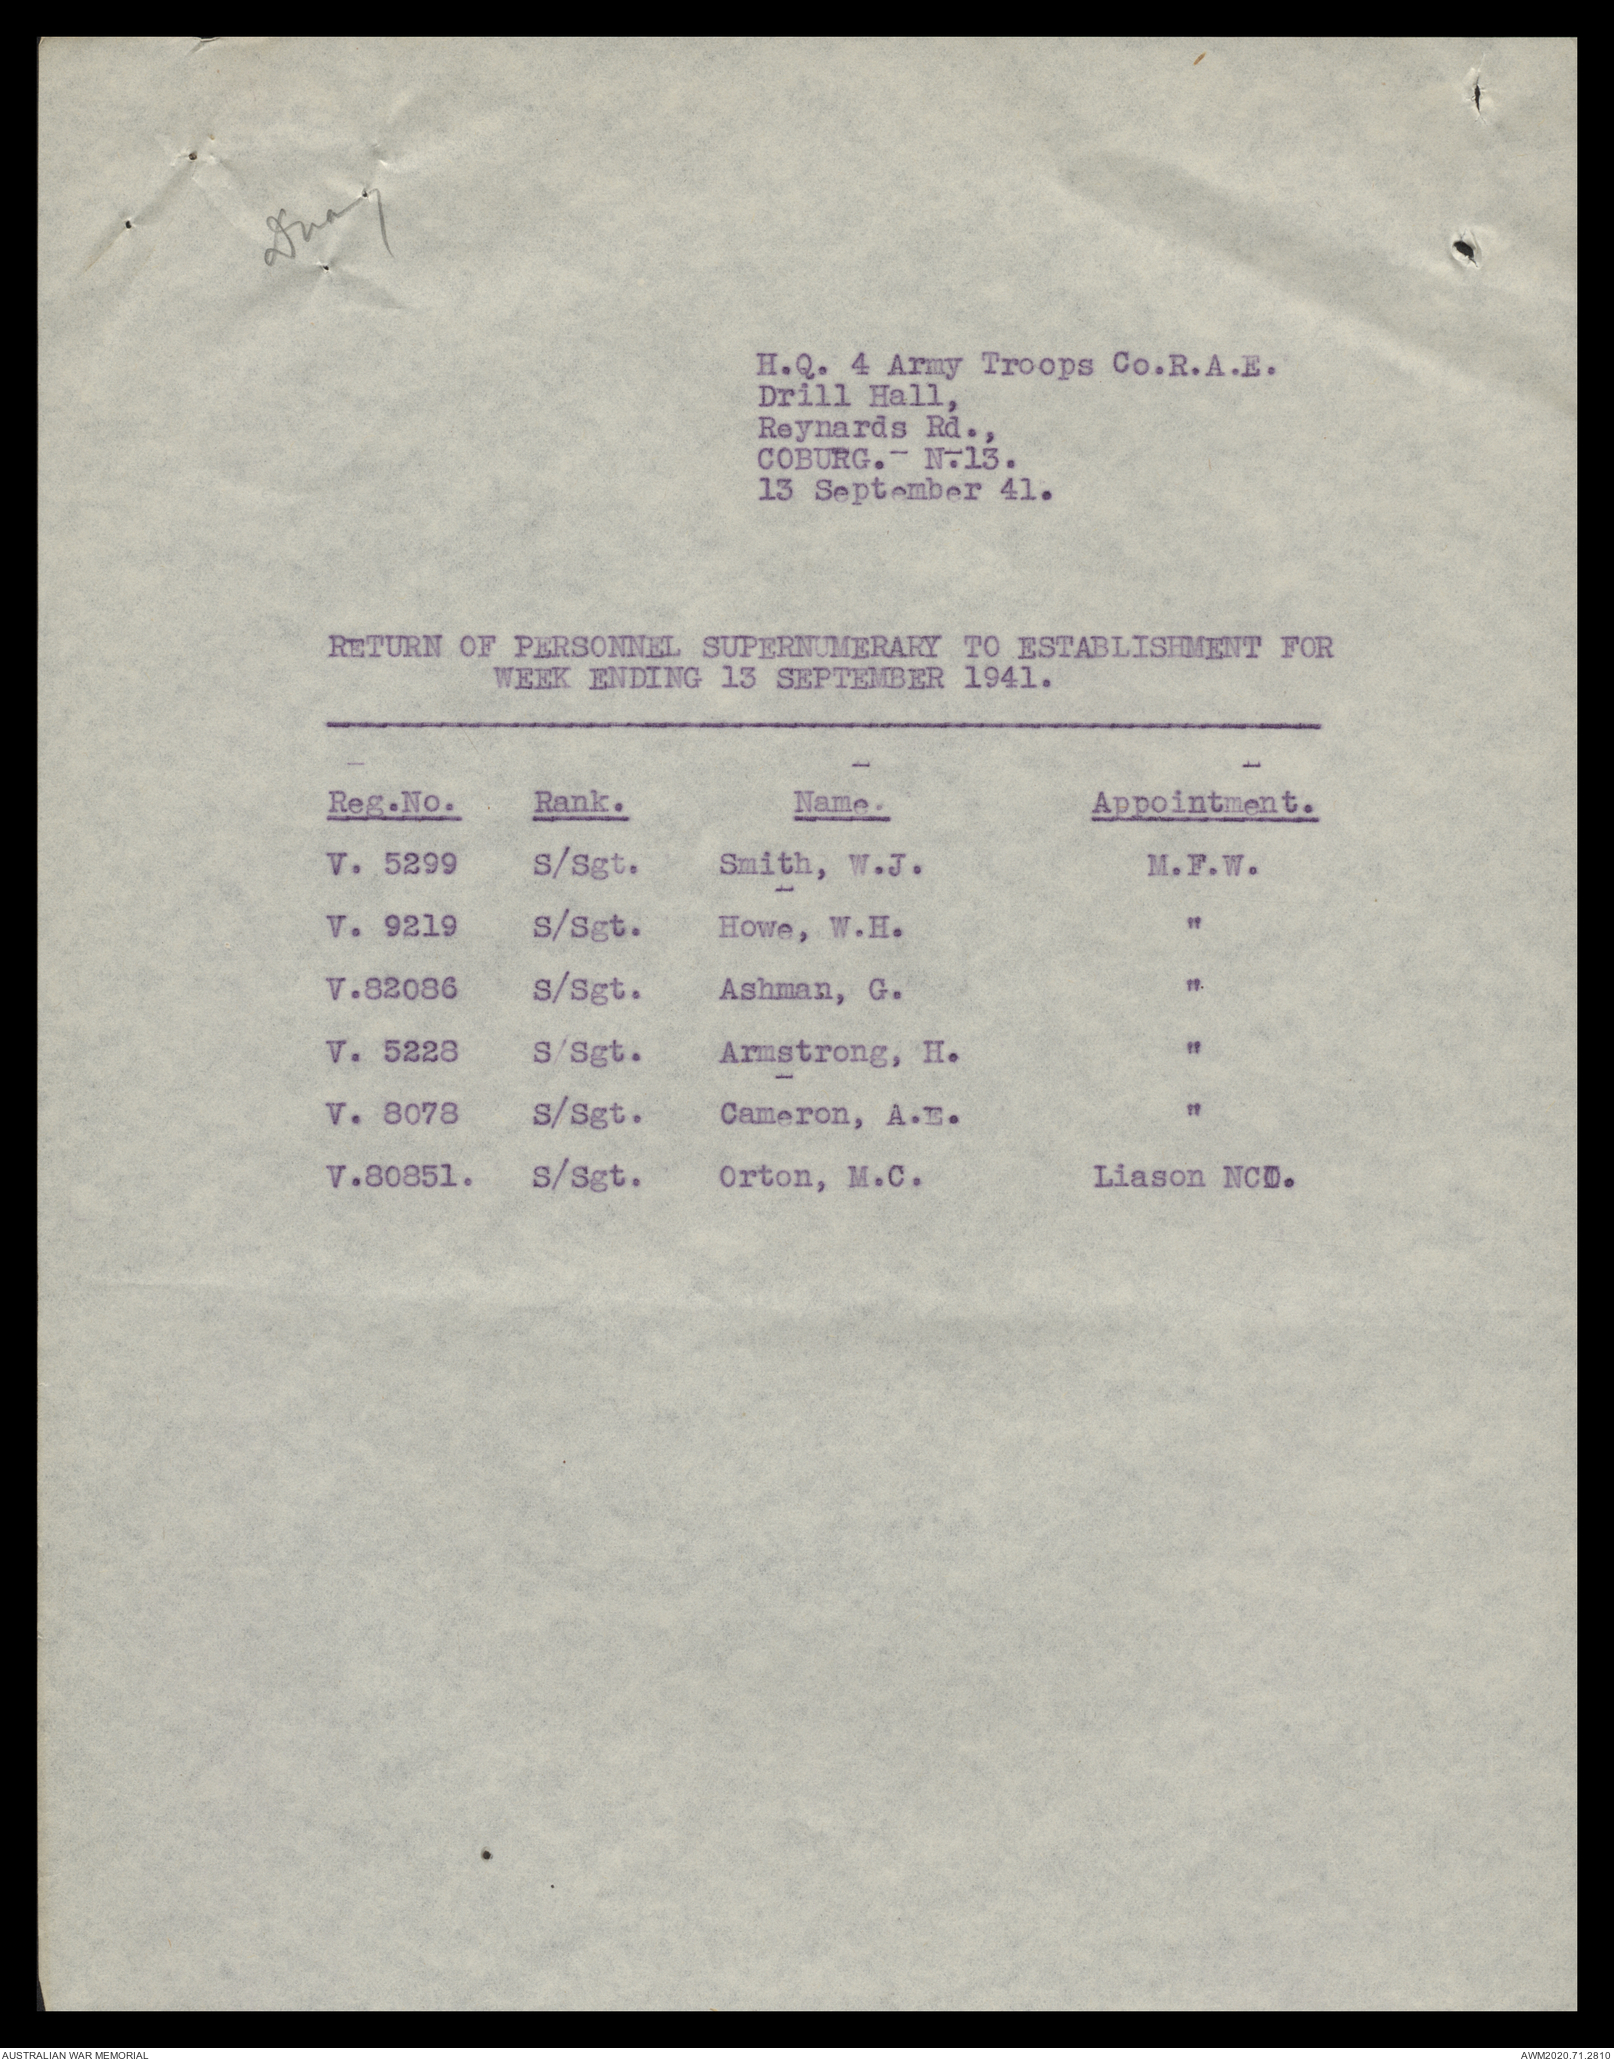 Diary
H.Q. 4 Army Troops Co.R.A.E.
Drill Hall,
Reynards Rd.,
COBURG. N.13.
13 September 41.
RETURN OF PERSONNEL SUPERNUMERARY TO ESTABLISHMENT FOR
WEEK ENDING 13 SEPTEMBER 1941.
Reg.No. Rank. Name. Appointment.
V. 5299 S/Sgt. Smith, W.J. M.F.W.
V. 9219 S/Sgt. Howe, W.H. "
V.82086 S/Sgt. Ashman, G. "
V. 5228 S/Sgt. Armstrong, H. "
V. 8078 S/Sgt. Cameron, A.E. "
V.80851. S/Sgt. Orton, M.C. Liason NCO.
AUSTRALIAN WAR MEMORIAL
AWM2020.71.2810